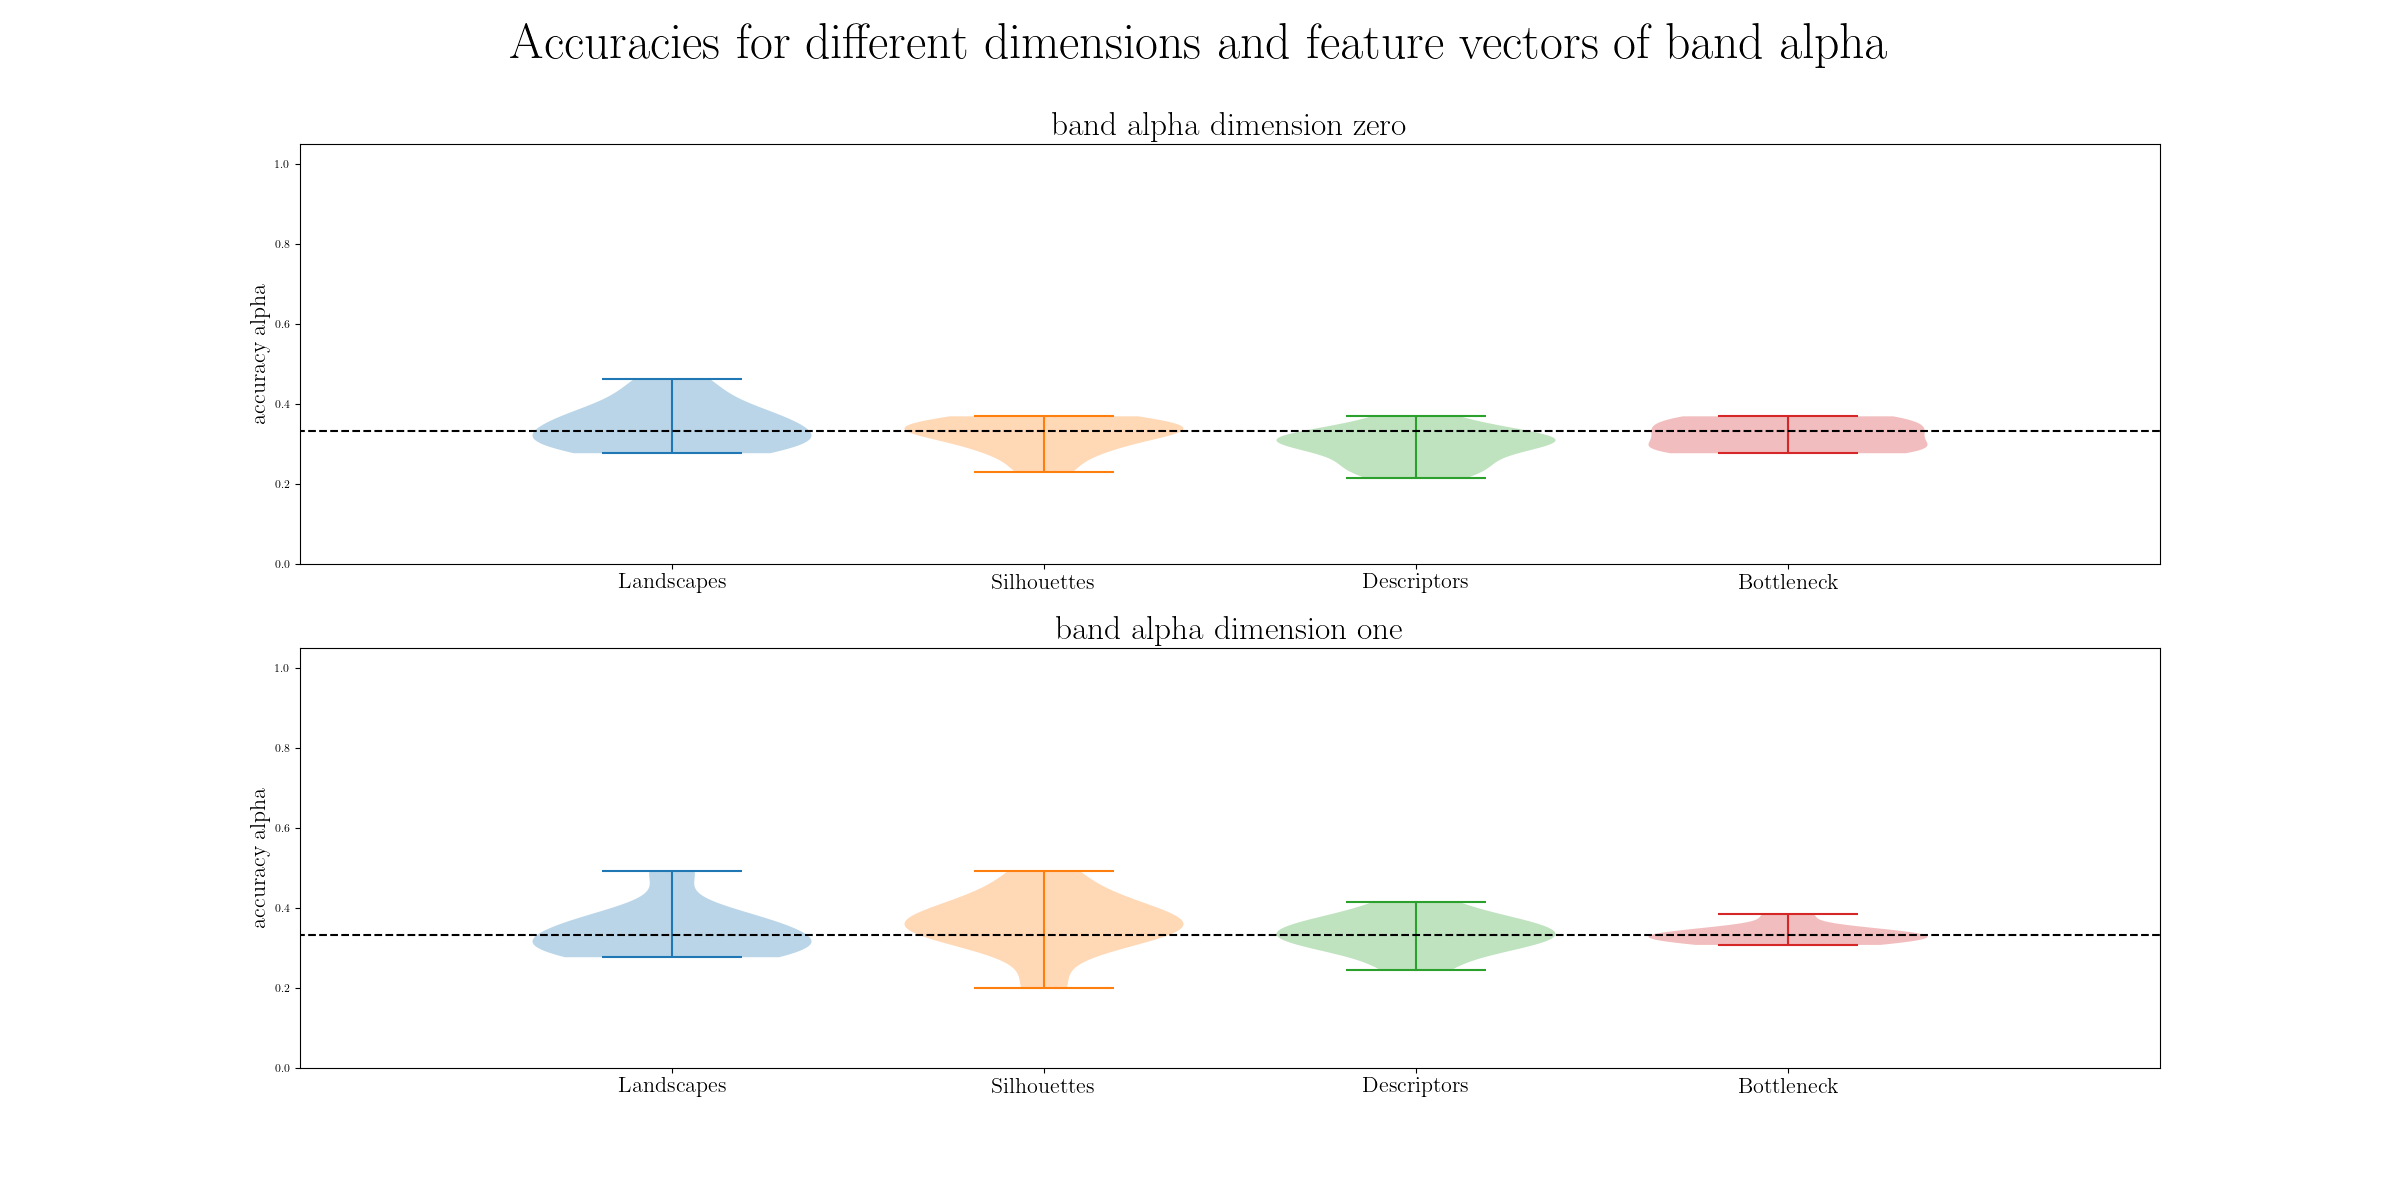 Accuracies for different dimensions and feature vectors of band alpha
band alpha dimension zero
accuracy alpha
1.0
0.8
0.6
0.4
0.2
0.0
Landscapes Silhouettes Descriptors Bottleneck
band alpha dimension one
accuracy alpha
1.0
0.8
0.6
0.4
0.2
0.0
Landscapes Silhouettes Descriptors Bottleneck